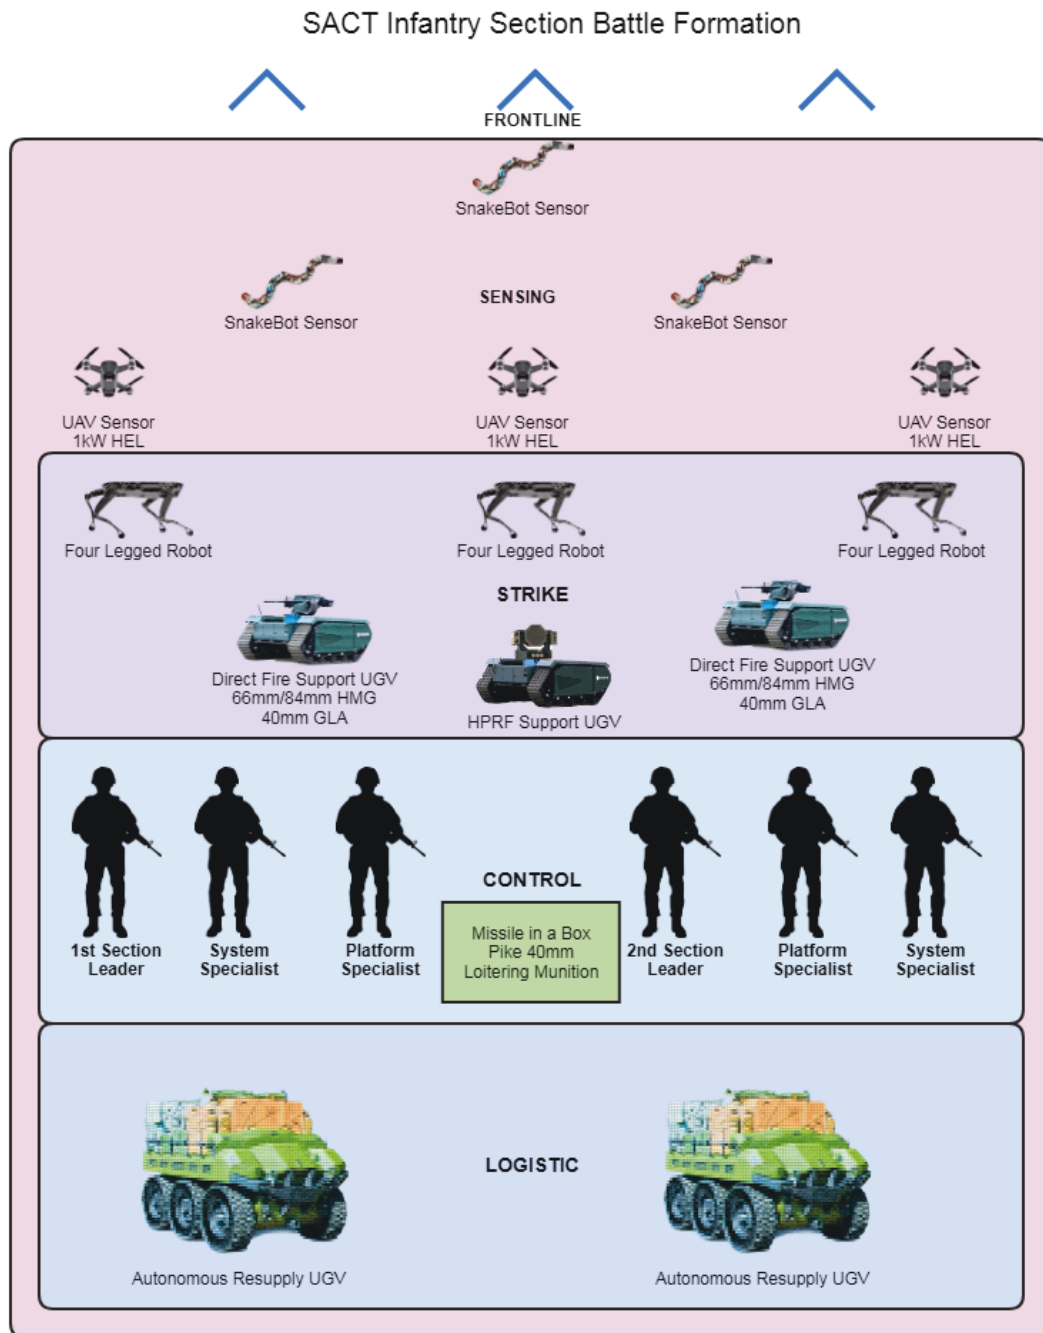 SACT Infantry Section Battle Formation
FRONTLINE
SnakeBot Sensor
SENSING
SnakeBot Sensor
SnakeBot Sensor
UAV Sensor
1kW HEL
UAV Sensor
1kW HEL
UAV Sensor
1kW HEL
Four Legged Robot
Four Legged Robot
Four Legged Robot
STRIKE
Direct Fire Support UGV
66mm/84mm HMG
40mm GLA
HPRF Support UGV
Direct Fire Support UGV
66mm/84mm HMG
40mm GLA
CONTROL
1st Section
Leader
System
Specialist
Platform
Specialist
Missile in a Box
Pike 40mm
Loitering Munition
2nd Section
Leader
Platform
Specialist
System
Specialist
LOGISTIC
Autonomous Resupply UGV
Autonomous Resupply UGV